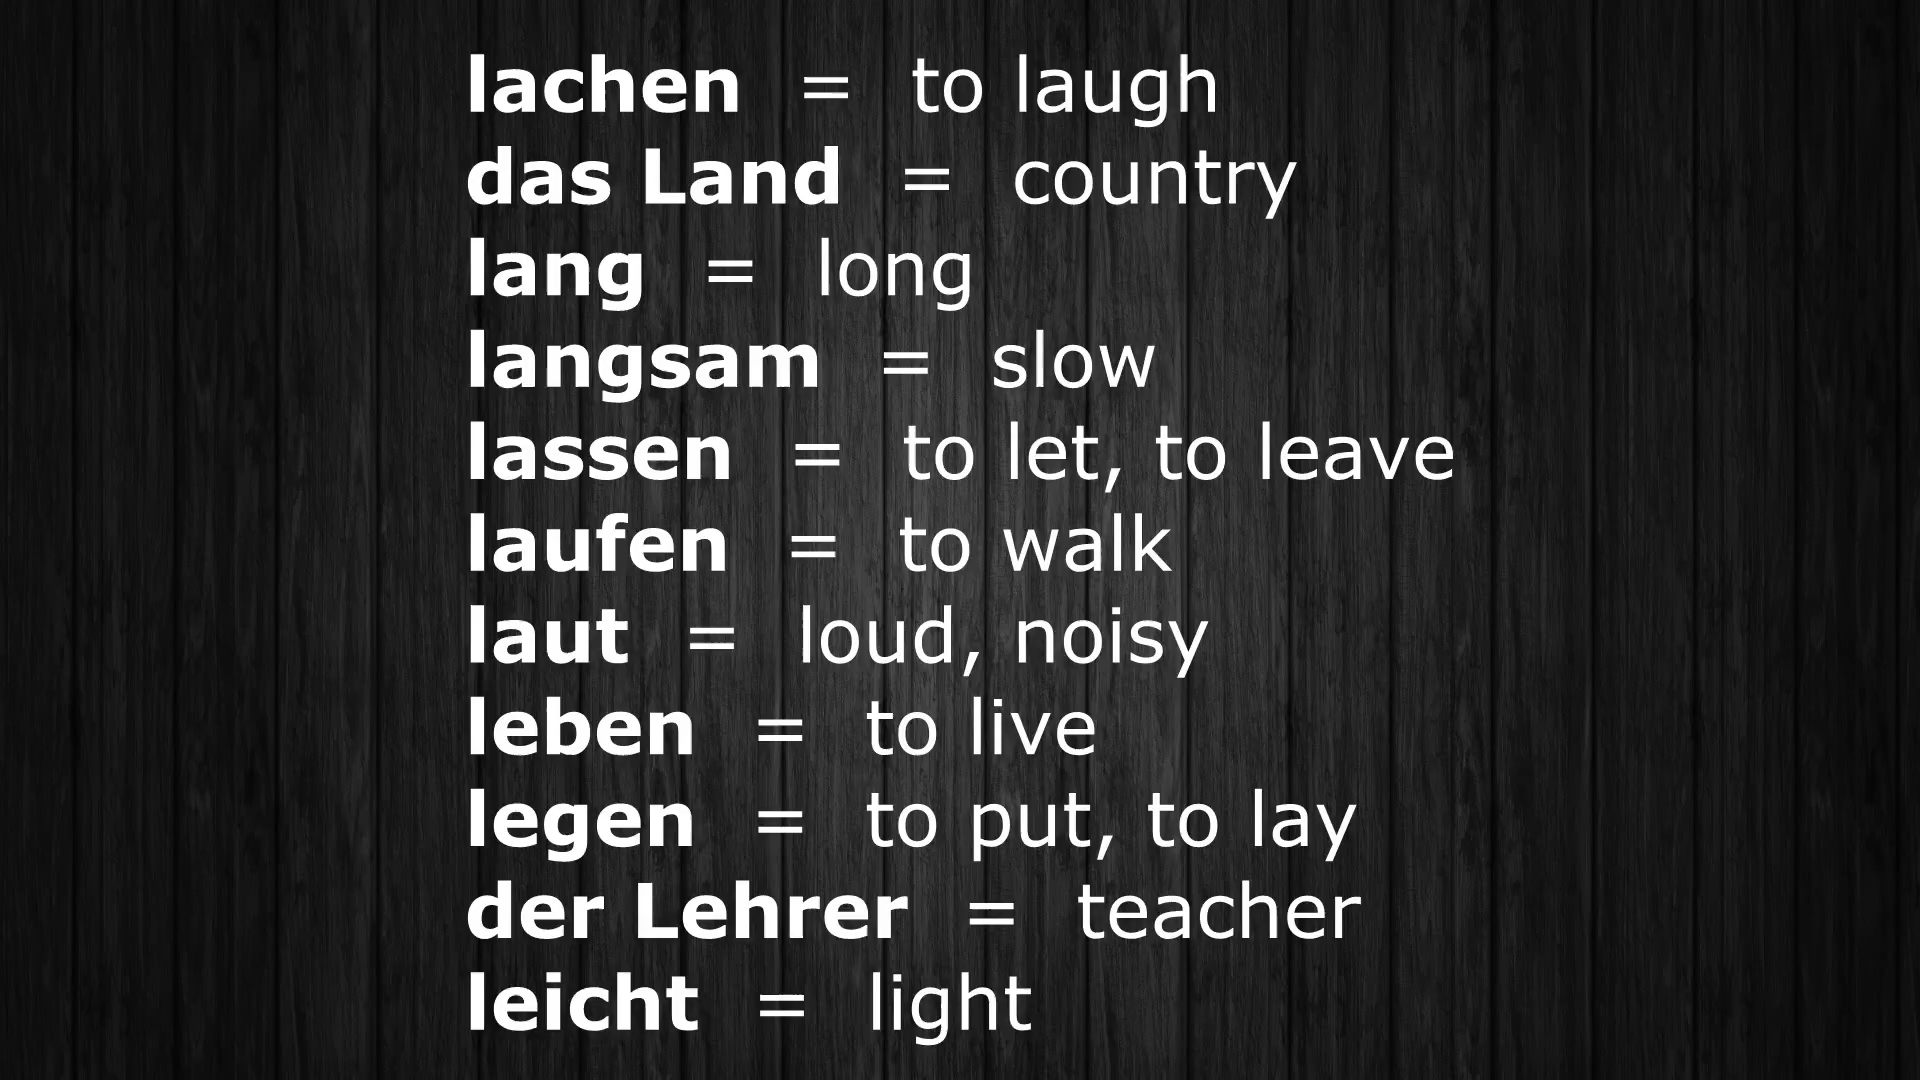 lachen = to laugh
das Land = country
lang = long
langsam = slow
lassen = to let, to leave
laufen = to walk
laut = loud, noisy
leben = to live
legen = to put, to lay
der Lehrer = teacher
leicht = light